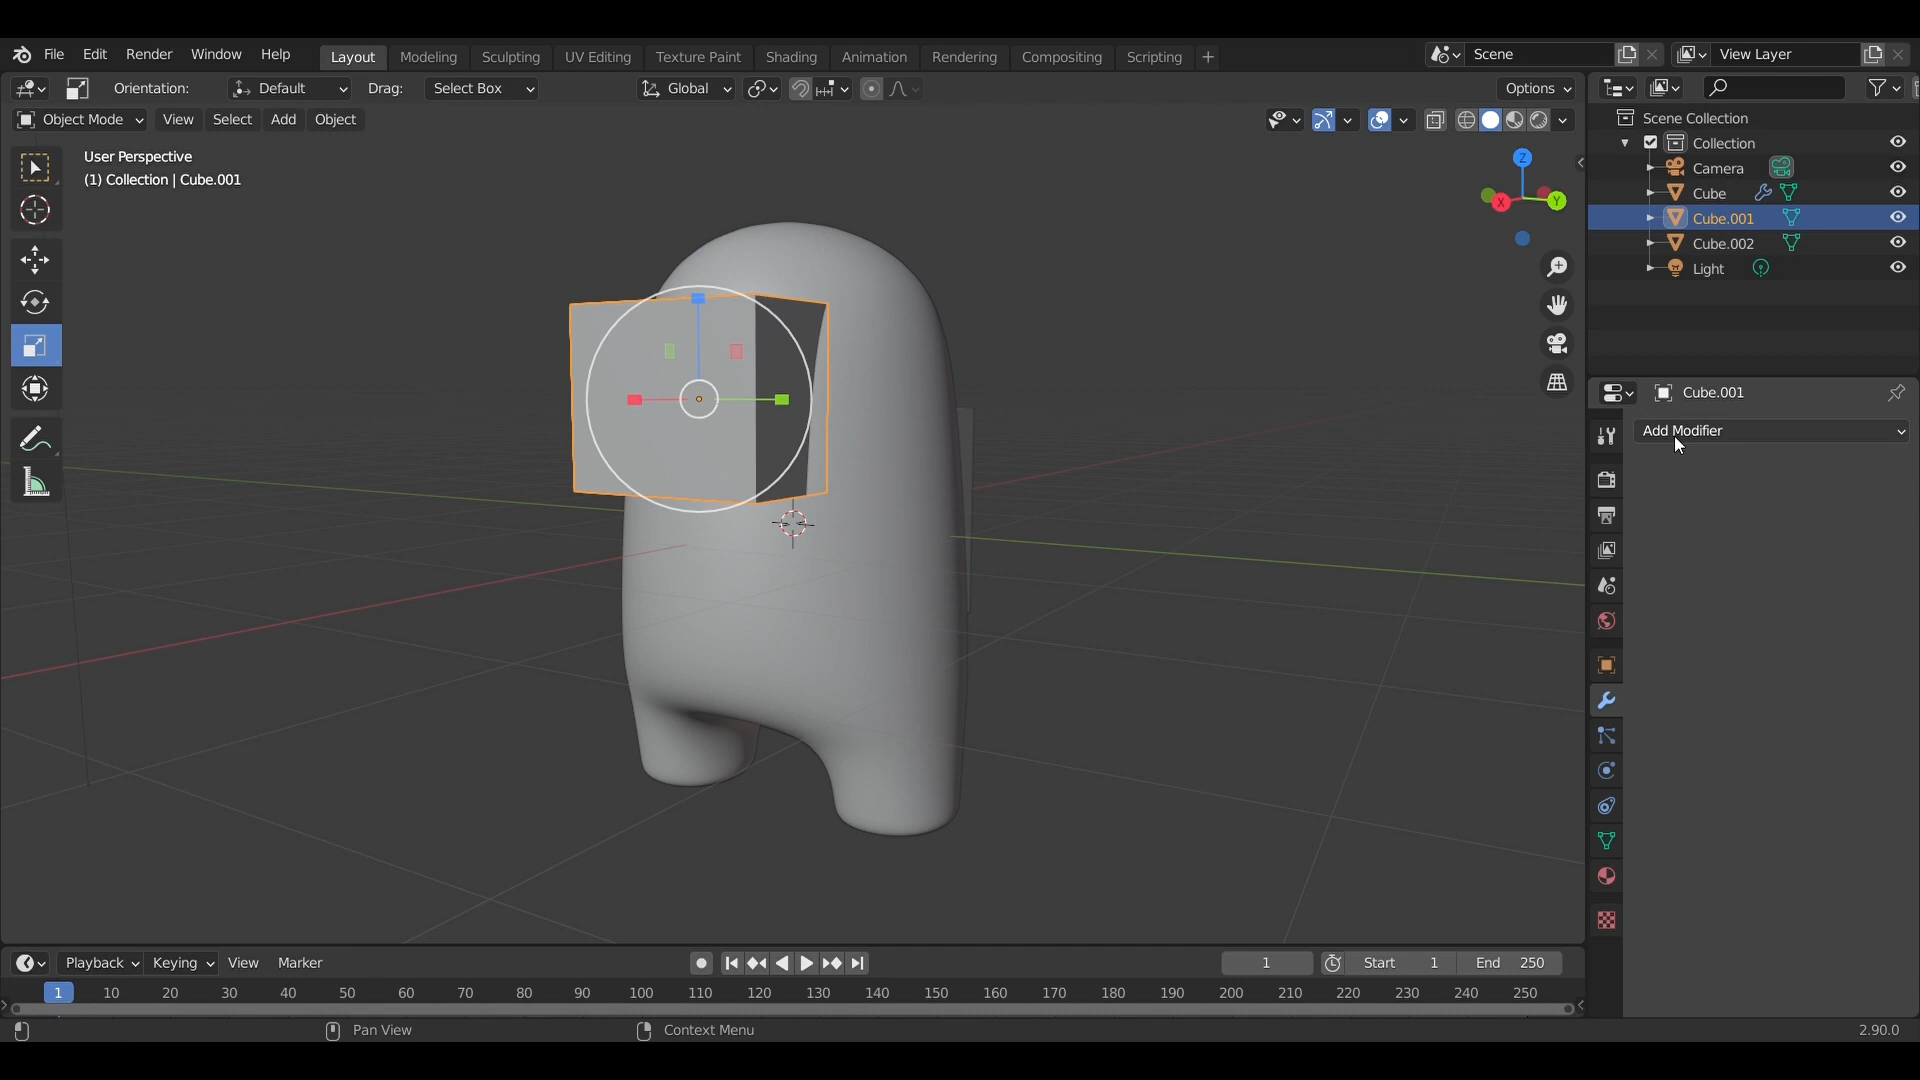 File Edit Render Window Help Layout Modeling Sculpting UV Editing Texture Paint Shading Animation Rendering Compositing Scripting + Scene View Layer
Orientation: Default Drag: Select Box Global Options
Object Mode View Select Add Object
User Perspective
(1) Collection | Cube.001
Z
X
Y
Scene Collection
Collection
Camera
Cube
Cube.001
Cube.002
Light
Cube.001
Add Modifier
Playback Keying View Marker 1 Start 1 End 250
1 10 20 30 40 50 60 70 80 90 100 110 120 130 140 150 160 170 180 190 200 210 220 230 240 250
Pan View Context Menu 2.90.0